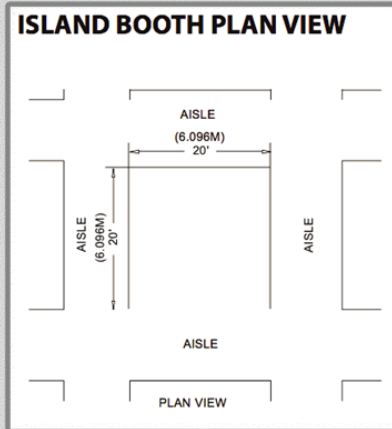 ISLAND BOOTH PLAN VIEW
AISLE
(6.096M)
20'
AISLE
(6.096M)
20'
AISLE
AISLE
PLAN VIEW